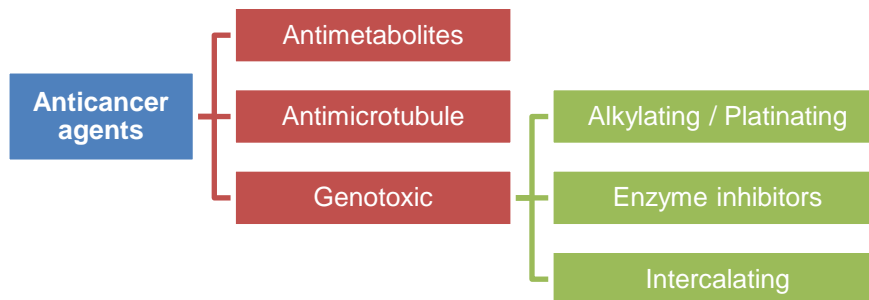 Antimetabolites
Anticancer
agents
Antimicrotubule
Alkylating / Platinating
Genotoxic
Enzyme inhibitors
Intercalating